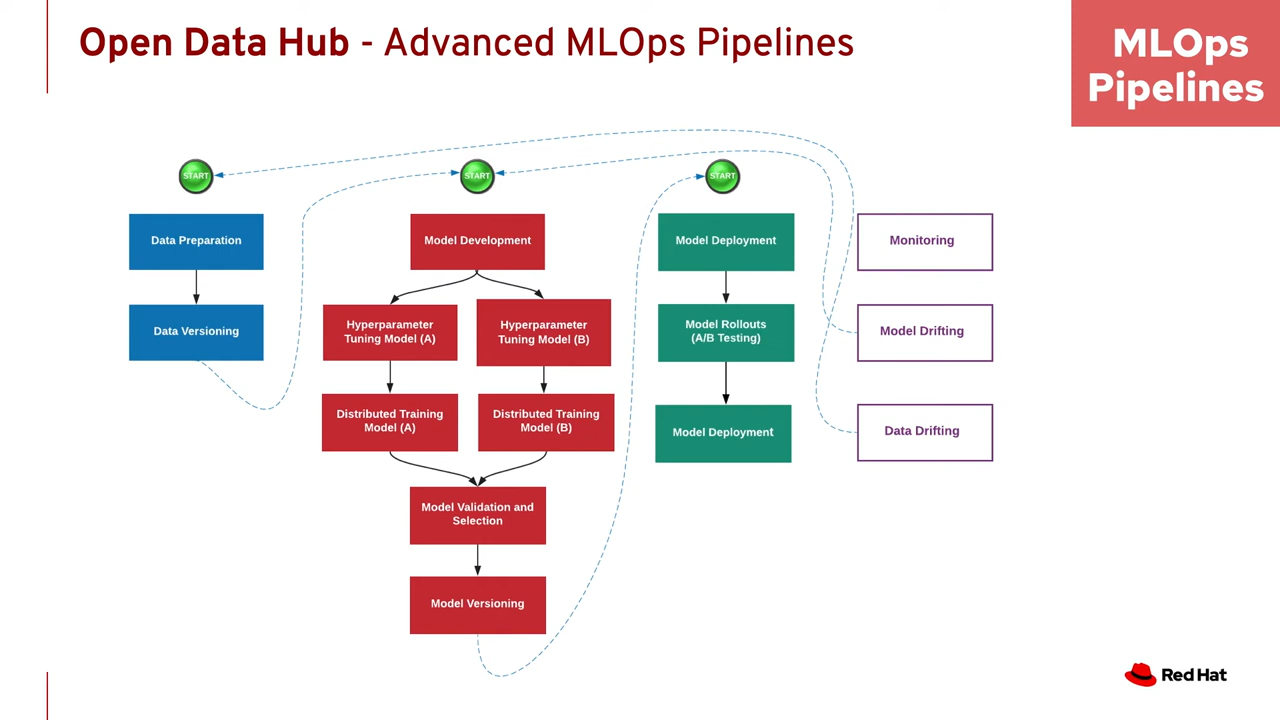 Open Data Hub - Advanced MLOps Pipelines
MLOps
Pipelines
START
START
START
Data Preparation
Data Versioning
Model Development
Hyperparameter
Tuning Model (A)
Hyperparameter
Tuning Model (B)
Distributed Training
Model (A)
Distributed Training
Model (B)
Model Validation and
Selection
Model Versioning
Model Deployment
Model Rollouts
(A/B Testing)
Model Deployment
Monitoring
Model Drifting
Data Drifting
Red Hat